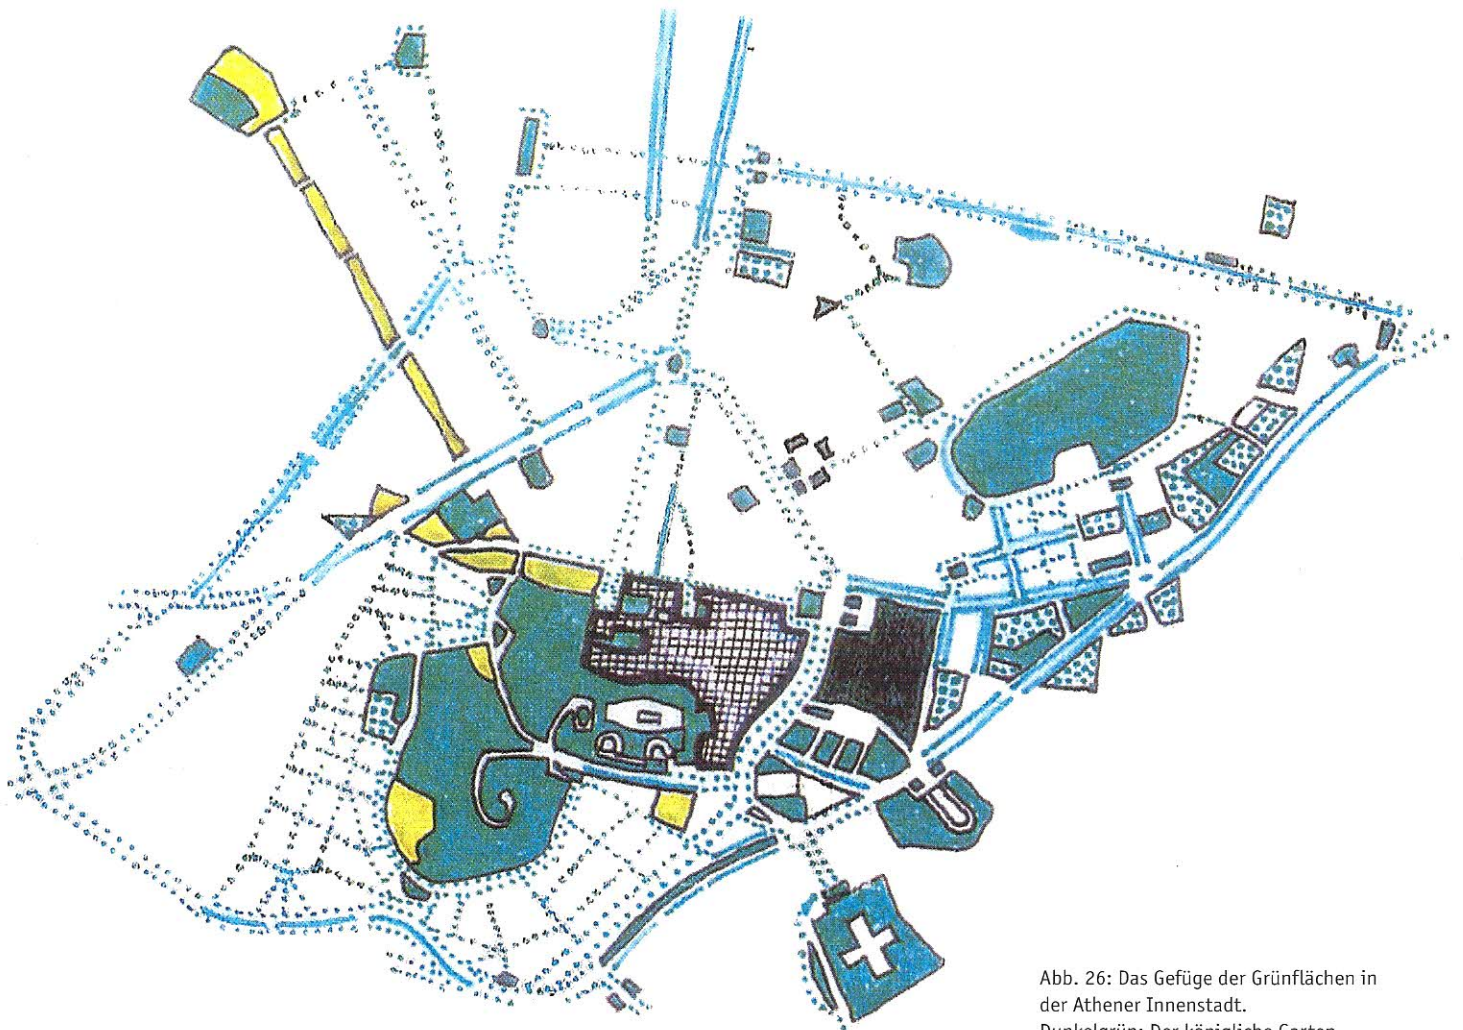 Abb. 26: Das Gefüge der Grünflächen in
der Athener Innenstadt.
Dunkelgrün: Der königliche Garten